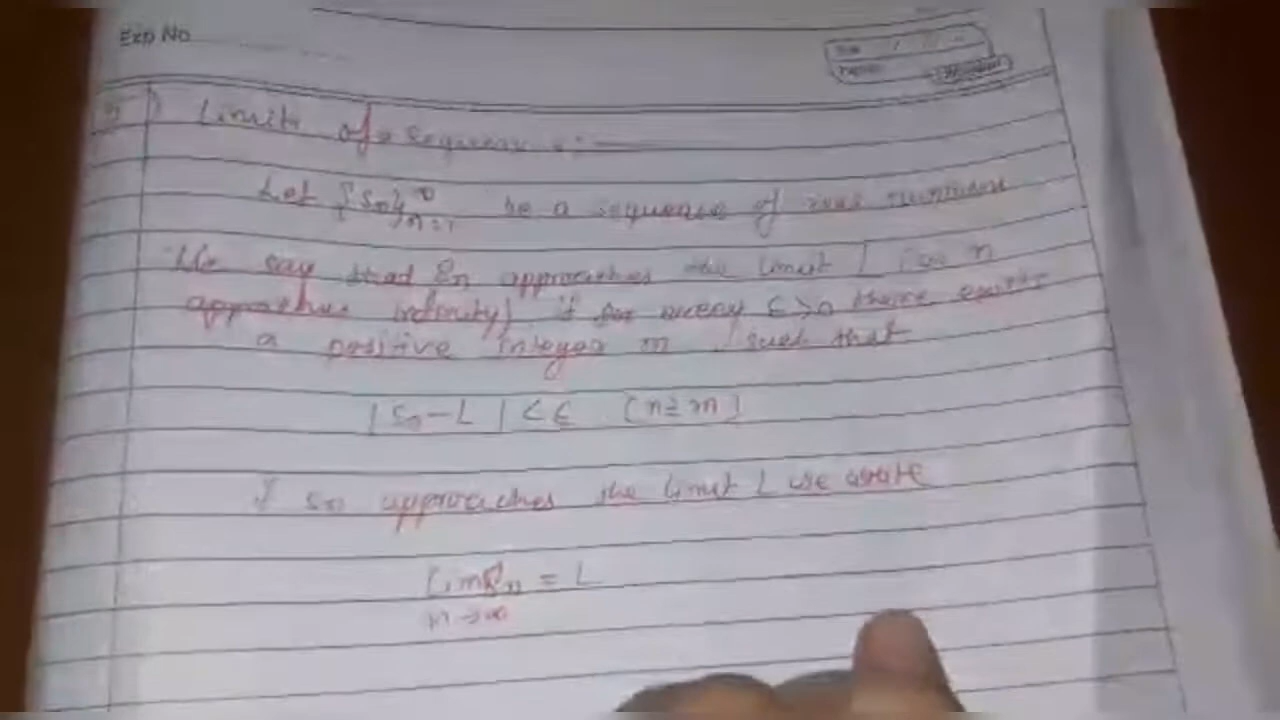 Exp No
Limit of a sequence :-
Let {Sn}∞n=1 be a sequence of real numbers
We say that Sn approaches the limit L (as n
approaches infinity) if for every ε>0 there exists
a positive integer m such that
|Sn-L| < ε (n≥m)
If Sn approaches the limit L we write
lim Sn = L
n→∞